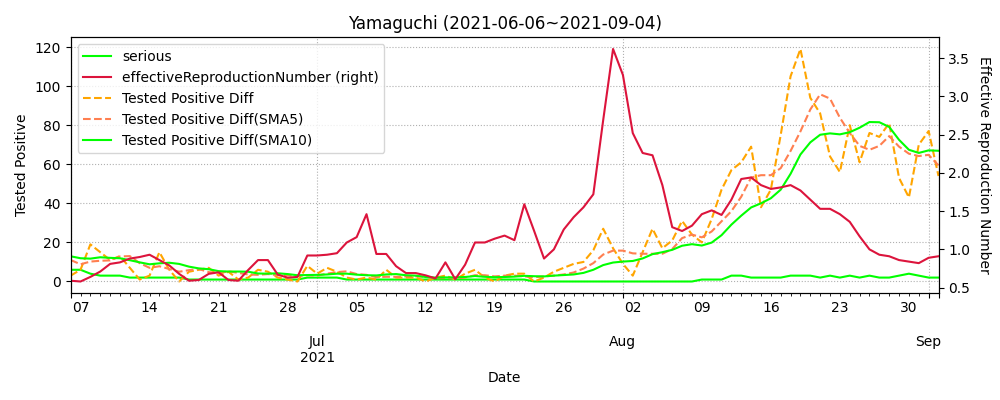 Yamaguchi (2021-06-06~2021-09-04)
serious
effectiveReproductionNumber (right)
Tested Positive Diff
Tested Positive Diff(SMA5)
Tested Positive Diff(SMA10)
Tested Positive
120
100
80
60
40
20
0
3.5
3.0
2.5
2.0
1.5
1.0
0.5
Effective Reproduction Number
07 14 21 28 05 12 19 26 02 09 16 23 30
Jul Aug Sep
2021
Date